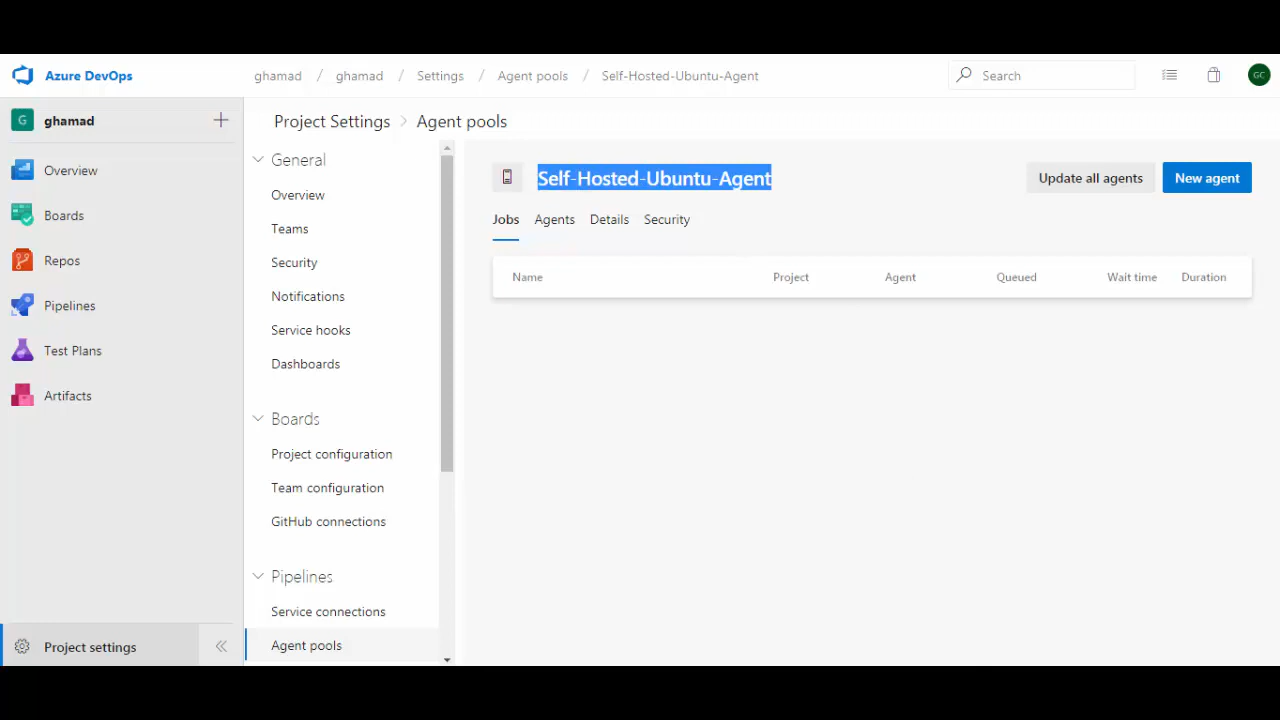 Azure DevOps
ghamad / ghamad / Settings / Agent pools / Self-Hosted-Ubuntu-Agent
Search
GC
G ghamad
Overview
Boards
Repos
Pipelines
Test Plans
Artifacts
Project settings
Project Settings > Agent pools
General
Overview
Teams
Security
Notifications
Service hooks
Dashboards
Boards
Project configuration
Team configuration
GitHub connections
Pipelines
Service connections
Agent pools
Self-Hosted-Ubuntu-Agent
Update all agents
New agent
Jobs Agents Details Security
Name Project Agent Queued Wait time Duration